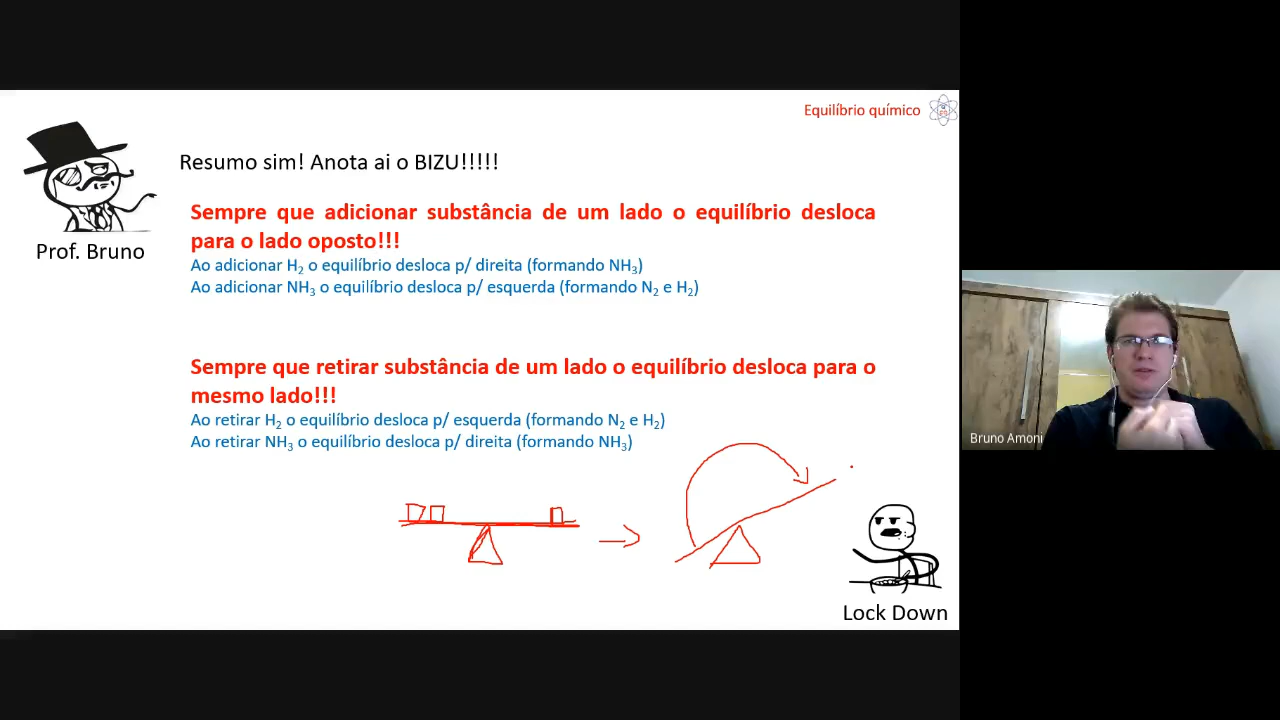 Equilíbrio químico
Resumo sim! Anota ai o BIZU!!!!!
Sempre que adicionar substância de um lado o equilíbrio desloca
para o lado oposto!!!
Prof. Bruno
Ao adicionar H₂ o equilíbrio desloca p/ direita (formando NH₃)
Ao adicionar NH₃ o equilíbrio desloca p/ esquerda (formando N₂ e H₂)
Sempre que retirar substância de um lado o equilíbrio desloca para o
mesmo lado!!!
Ao retirar H₂ o equilíbrio desloca p/ esquerda (formando N₂ e H₂)
Ao retirar NH₃ o equilíbrio desloca p/ direita (formando NH₃)
Bruno Amoni
Lock Down